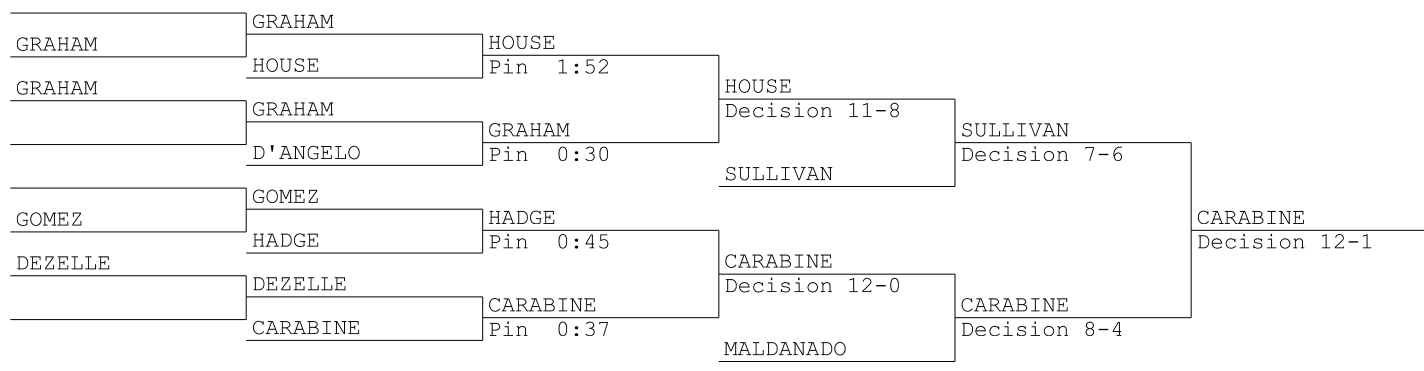 GRAHAM
GRAHAM
HOUSE
GRAHAM
GRAHAM
D'ANGELO
GOMEZ
GOMEZ
HADGE
DEZELLE
DEZELLE
CARABINE
HOUSE
Pin 1:52
GRAHAM
Pin 0:30
HADGE
Pin 0:45
CARABINE
Pin 0:37
HOUSE
Decision 11-8
SULLIVAN
CARABINE
Decision 12-0
MALDANADO
SULLIVAN
Decision 7-6
CARABINE
Decision 8-4
CARABINE
Decision 12-1